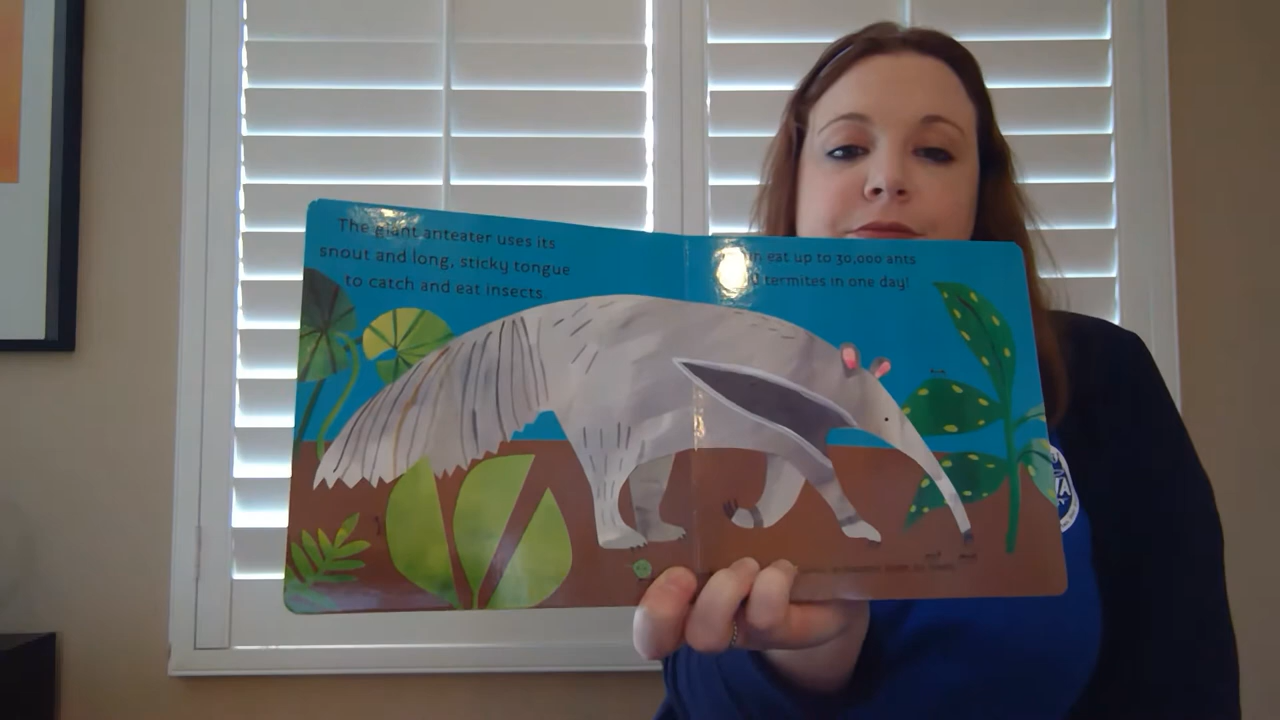 The giant anteater uses its
snout and long, sticky tongue
to catch and eat insects
eat up to 30,000 ants
termites in one day!